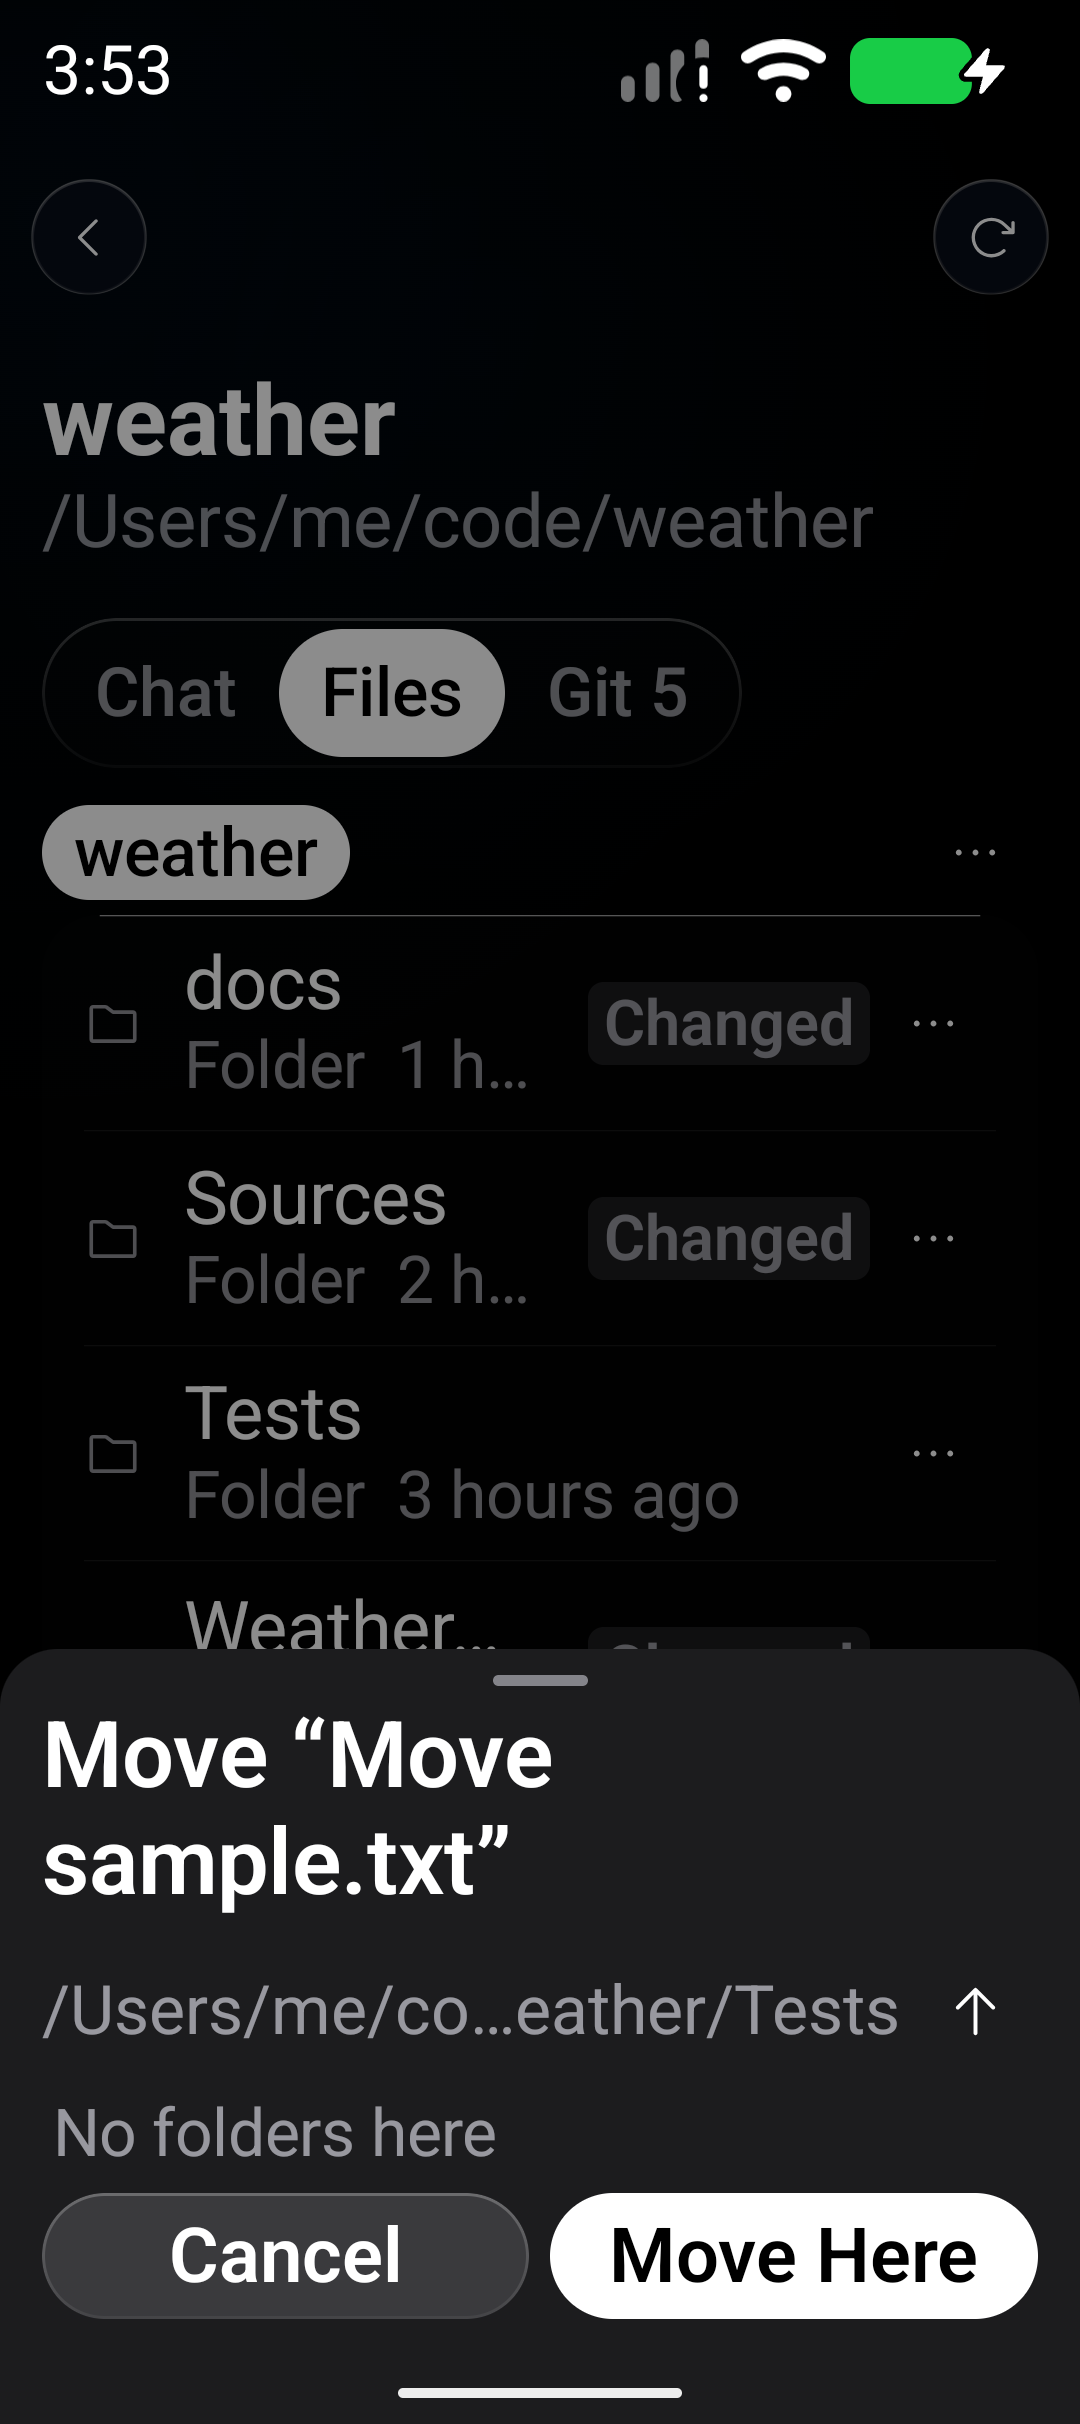 3:53
weather
/Users/me/code/weather
Chat Files Git 5
weather
docs
Folder 1 h…
Changed
Sources
Folder 2 h…
Changed
Tests
Folder 3 hours ago
Weather…
Move “Move
sample.txt”
/Users/me/co…eather/Tests
No folders here
Cancel Move Here